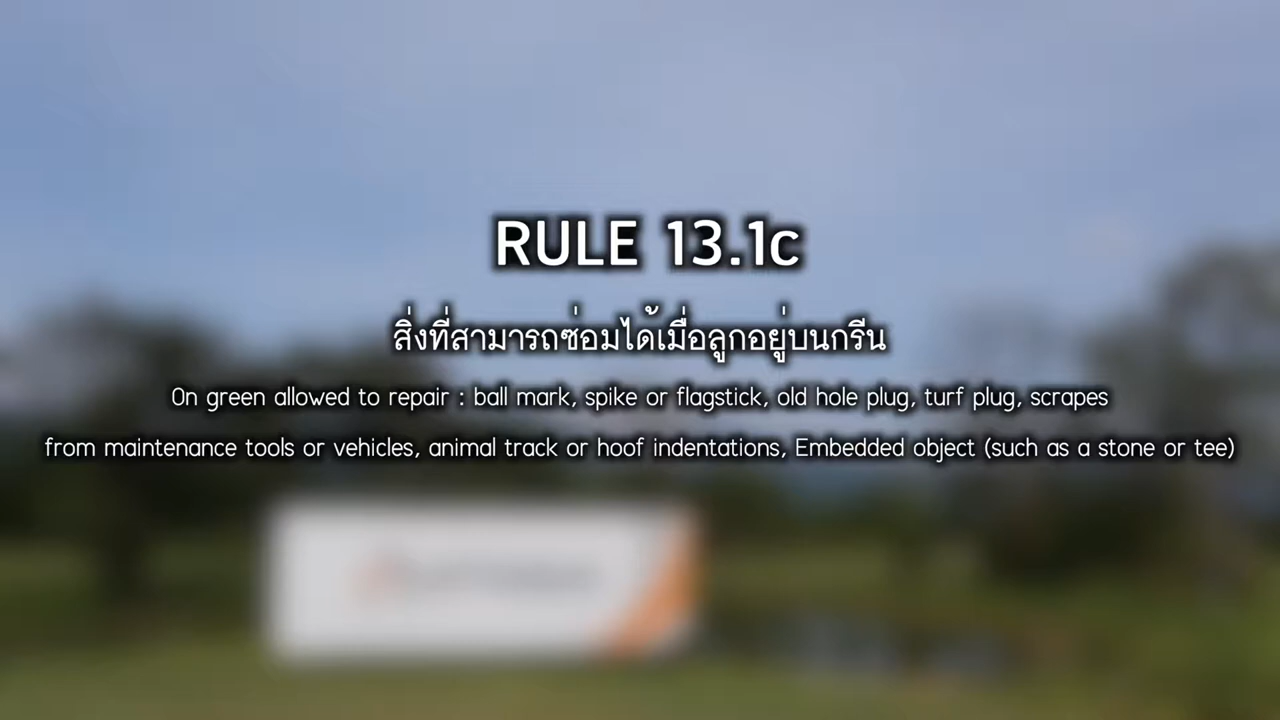 RULE 13.1c
สิ่งที่สามารถซ่อมได้เมื่อลูกอยู่บนกรีน
On green allowed to repair : ball mark, spike or flagstick, old hole plug, turf plug, scrapes
from maintenance tools or vehicles, animal track or hoof indentations, Embedded object (such as a stone or tee)